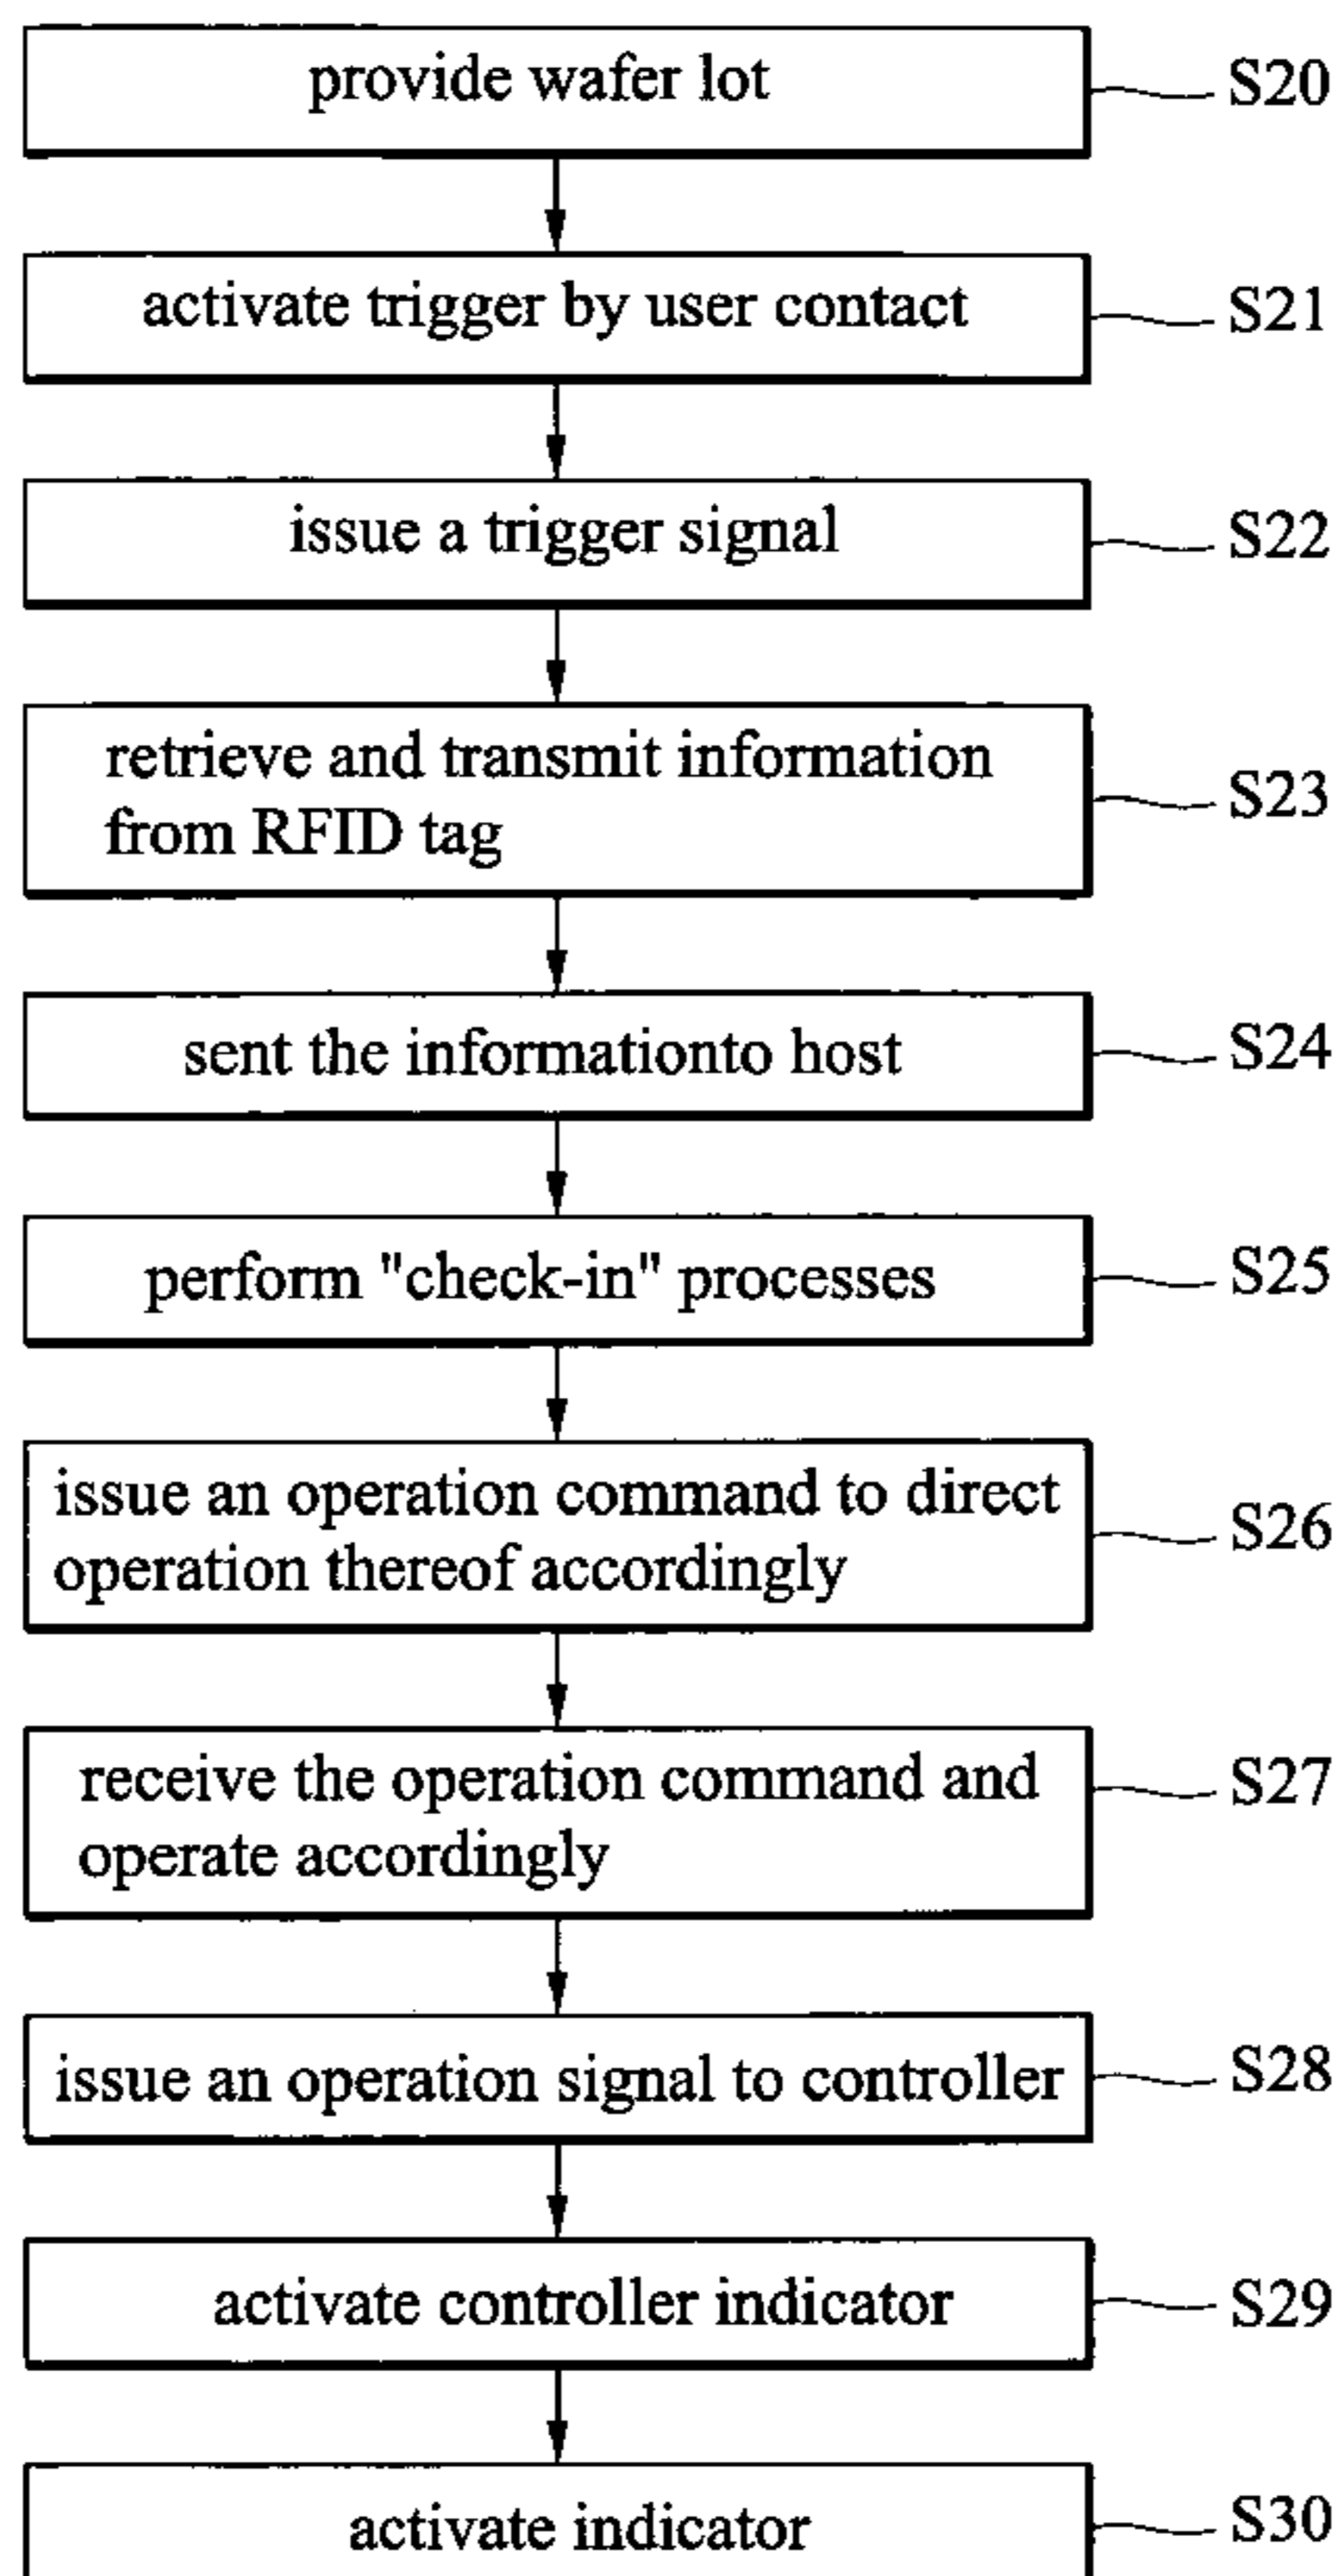 provide wafer lot
S20
activate trigger by user contact
S21
issue a trigger signal
S22
retrieve and transmit information
from RFID tag
S23
sent the informationto host
S24
perform "check-in" processes
S25
issue an operation command to direct
operation thereof accordingly
S26
receive the operation command and
operate accordingly
S27
issue an operation signal to controller
S28
activate controller indicator
S29
activate indicator
S30